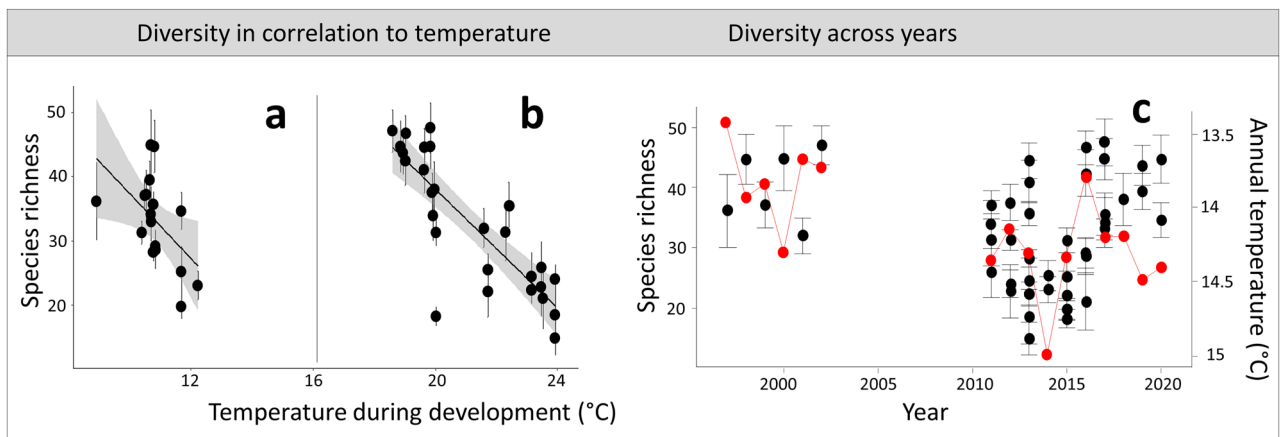 Diversity in correlation to temperature
Diversity across years
Species richness
50
40
30
20
a
b
12
16
20
24
Temperature during development (°C)
Species richness
50
40
30
20
c
13.5
14
14.5
15
Annual temperature (°C)
2000
2005
2010
2015
2020
Year